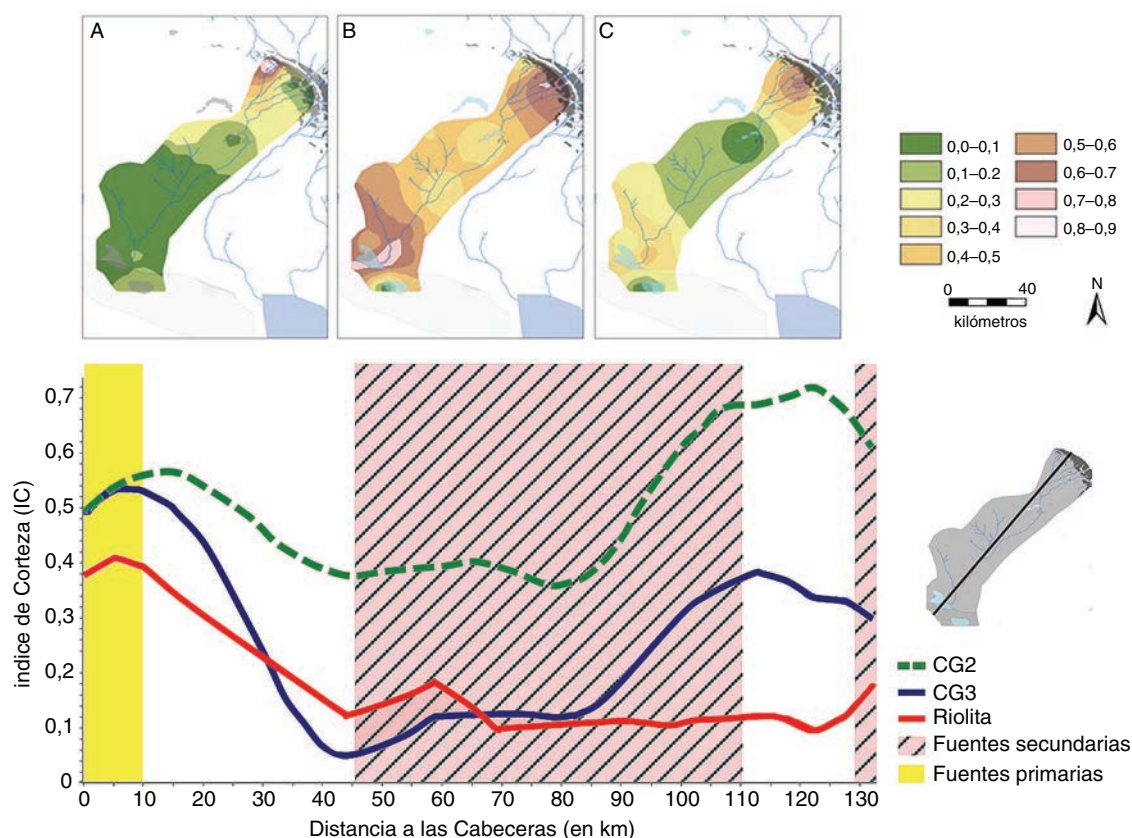 A
B
C
0,0–0,1
0,1–0,2
0,2–0,3
0,3–0,4
0,4–0,5
0,5–0,6
0,6–0,7
0,7–0,8
0,8–0,9
0 40
kilómetros
N
indice de Corteza (IC)
0,7
0,6
0,5
0,4
0,3
0,2
0,1
0
0 10 20 30 40 50 60 70 80 90 100 110 120 130
Distancia a las Cabeceras (en km)
CG2
CG3
Riolita
Fuentes secundarias
Fuentes primarias